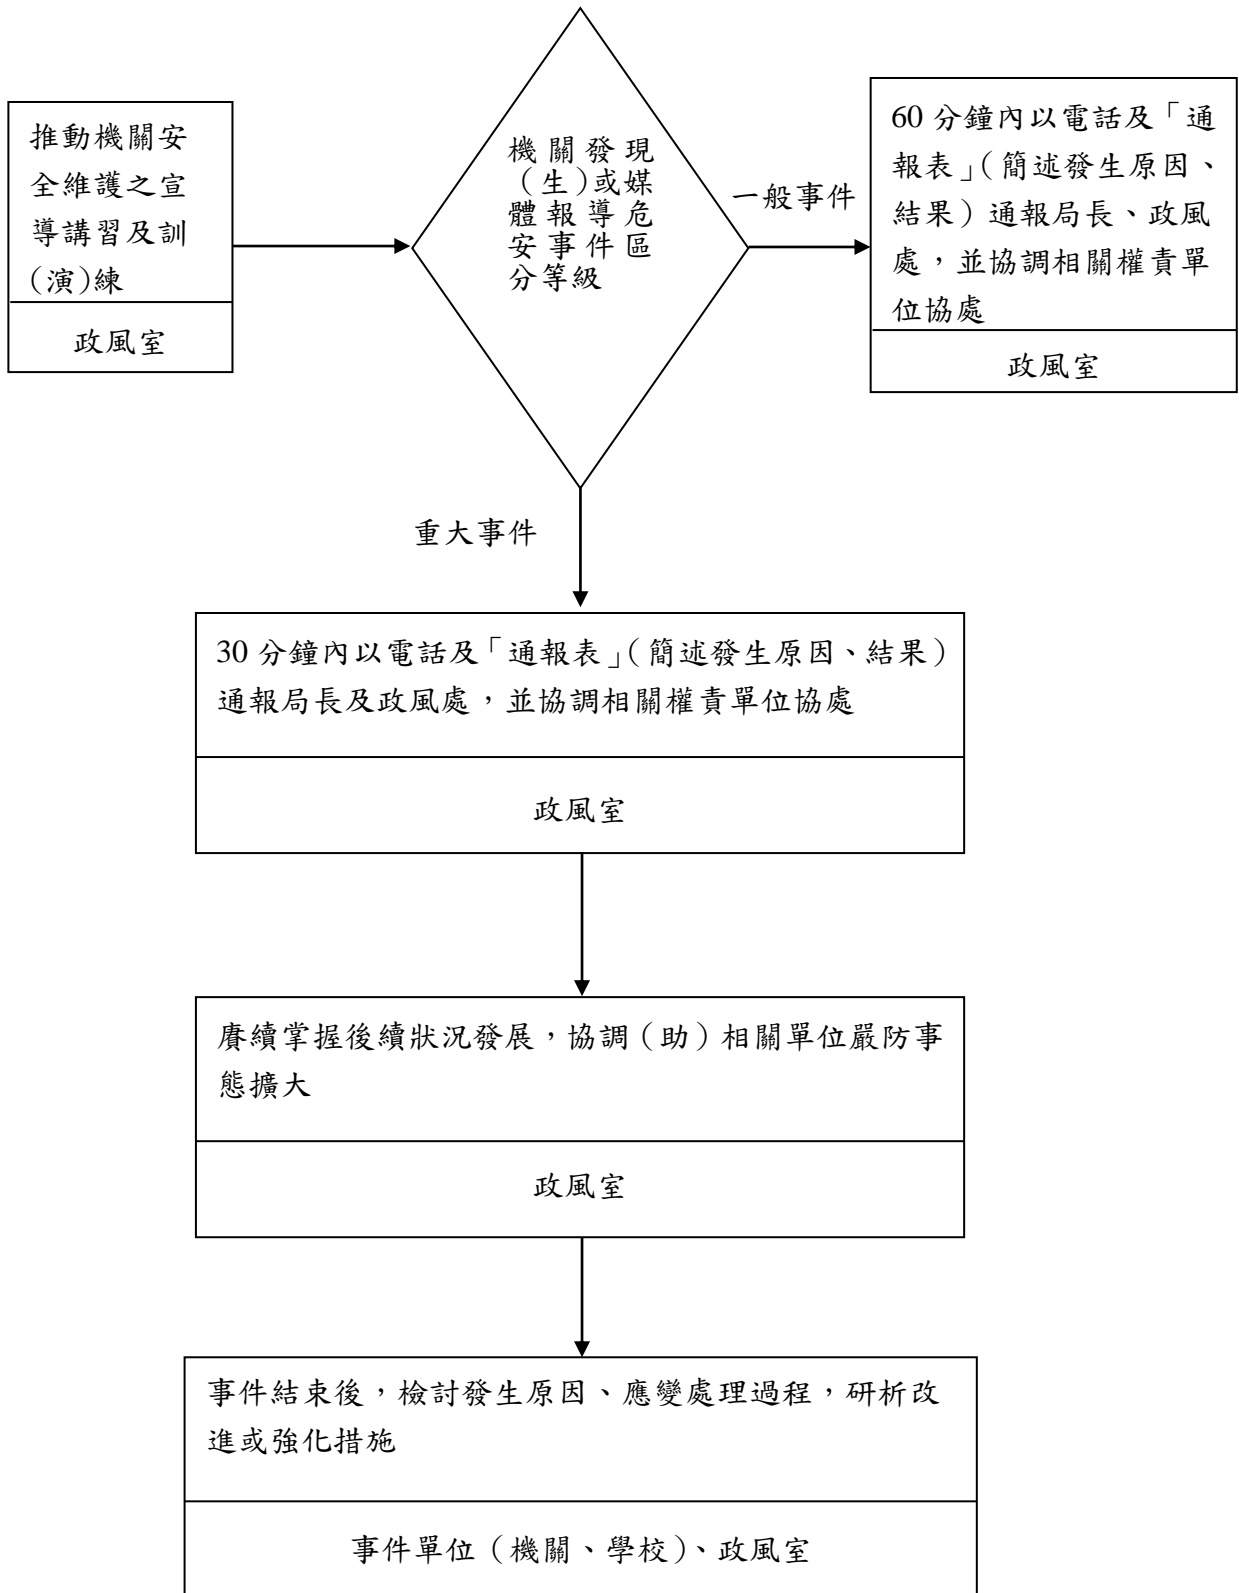 推動機關安
全維護之宣
導講習及訓
(演)練
政風室
機關發現
(生)或媒
體報導危
安事件區
分等級
一般事件
60 分鐘內以電話及「通
報表」(簡述發生原因、
結果)通報局長、政風
處,並協調相關權責單
位協處
政風室
重大事件
30 分鐘內以電話及「通報表」(簡述發生原因、結果)
通報局長及政風處,並協調相關權責單位協處
政風室
賡續掌握後續狀況發展,協調(助)相關單位嚴防事
態擴大
政風室
事件結束後,檢討發生原因、應變處理過程,研析改
進或強化措施
事件單位(機關、學校)、政風室